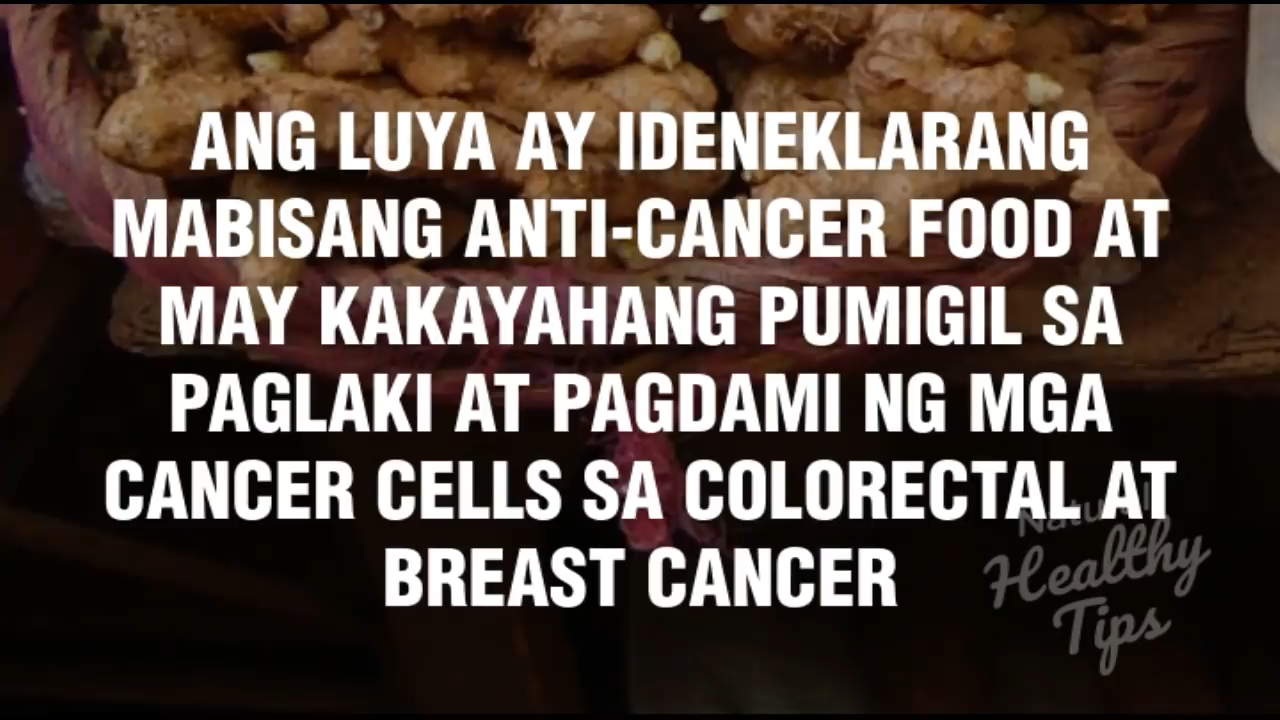 ANG LUYA AY IDENEKLARANG
MABISANG ANTI-CANCER FOOD AT
MAY KAKAYAHANG PUMIGIL SA
PAGLAKI AT PAGDAMI NG MGA
CANCER CELLS SA COLORECTAL AT
BREAST CANCER
Natural
Healthy
Tips